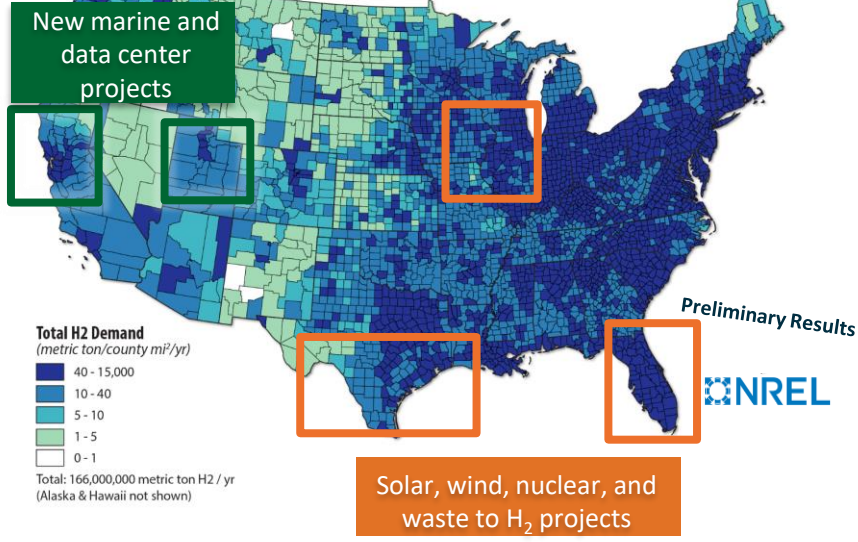 New marine and
data center
projects
Preliminary Results
NREL
Total H2 Demand
(metric ton/county mi²/yr)
40 - 15,000
10 - 40
5 - 10
1 - 5
0 - 1
Total: 166,000,000 metric ton H2 / yr
(Alaska & Hawaii not shown)
Solar, wind, nuclear, and
waste to H₂ projects